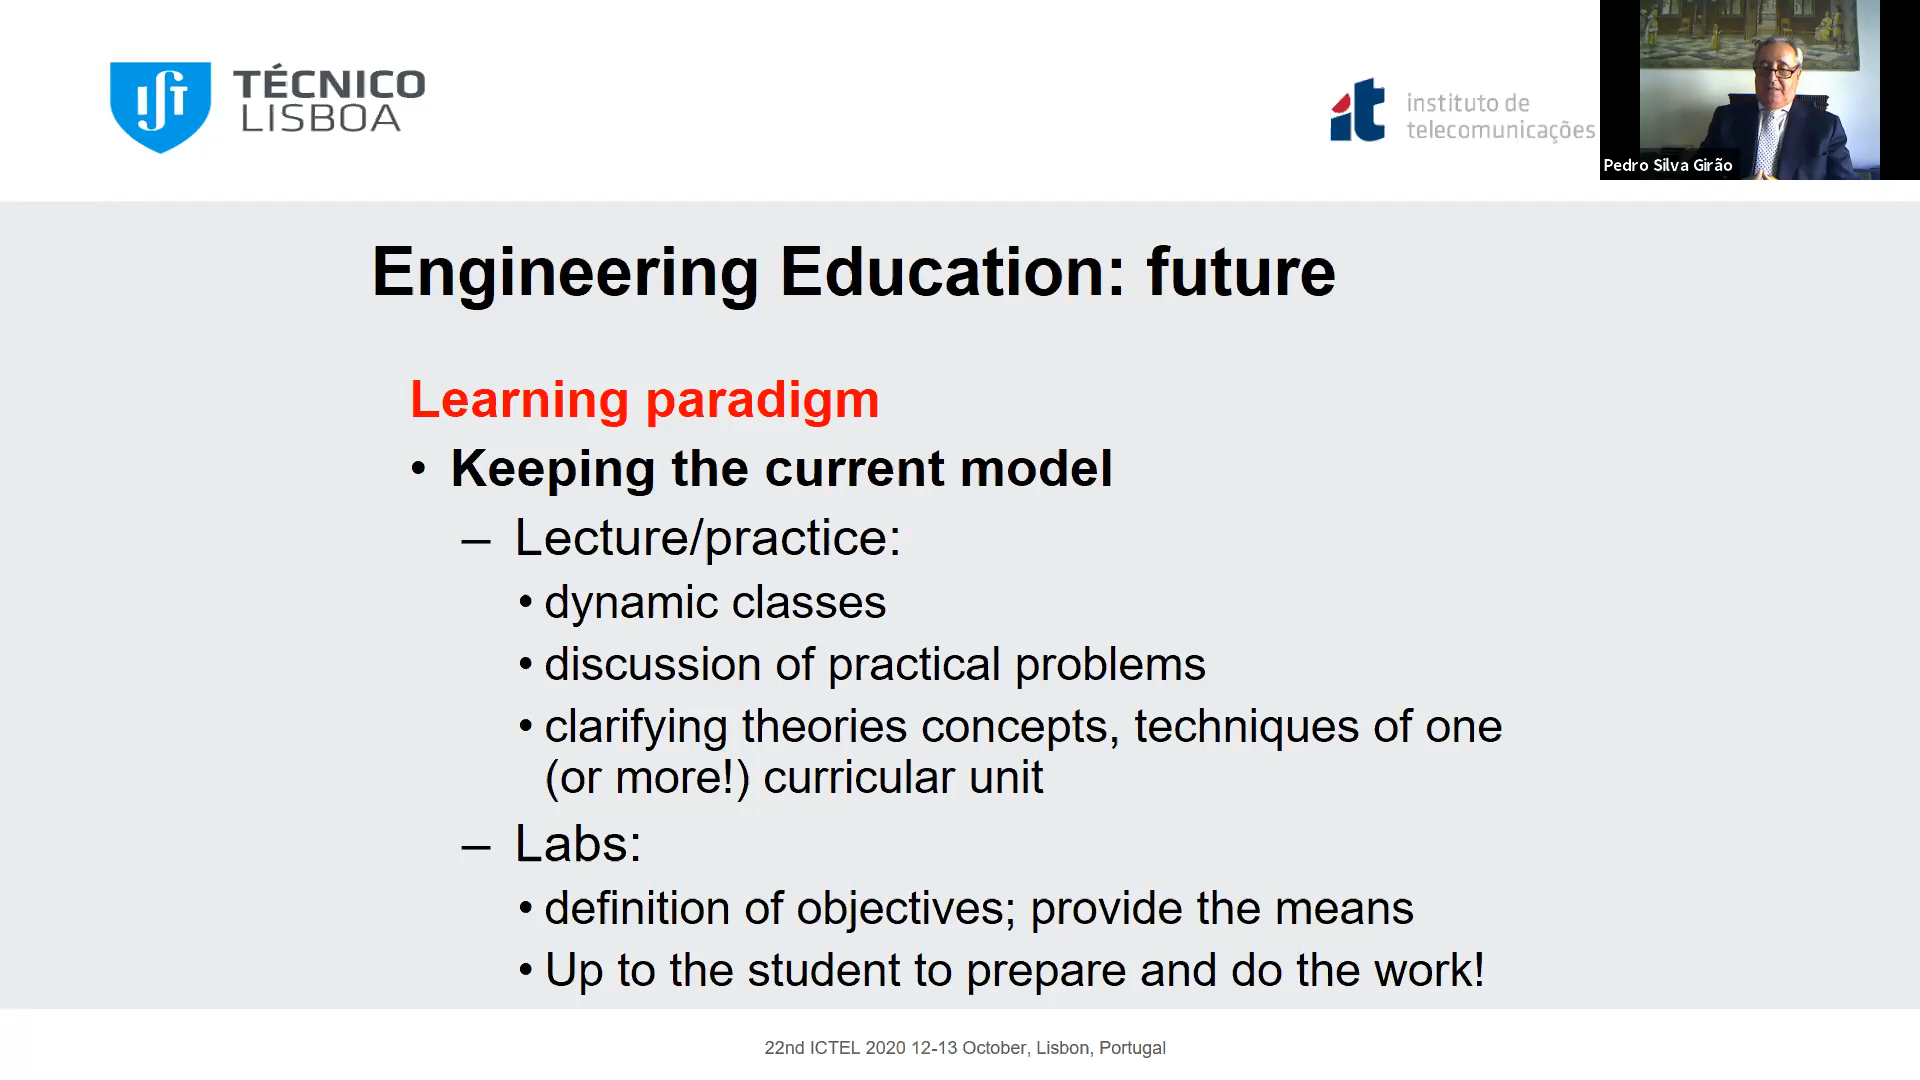 TÉCNICO
LISBOA
it instituto de
telecomunicações
Pedro Silva Girão
Engineering Education: future
Learning paradigm
• Keeping the current model
– Lecture/practice:
• dynamic classes
• discussion of practical problems
• clarifying theories concepts, techniques of one
(or more!) curricular unit
– Labs:
• definition of objectives; provide the means
• Up to the student to prepare and do the work!
22nd ICTEL 2020 12-13 October, Lisbon, Portugal